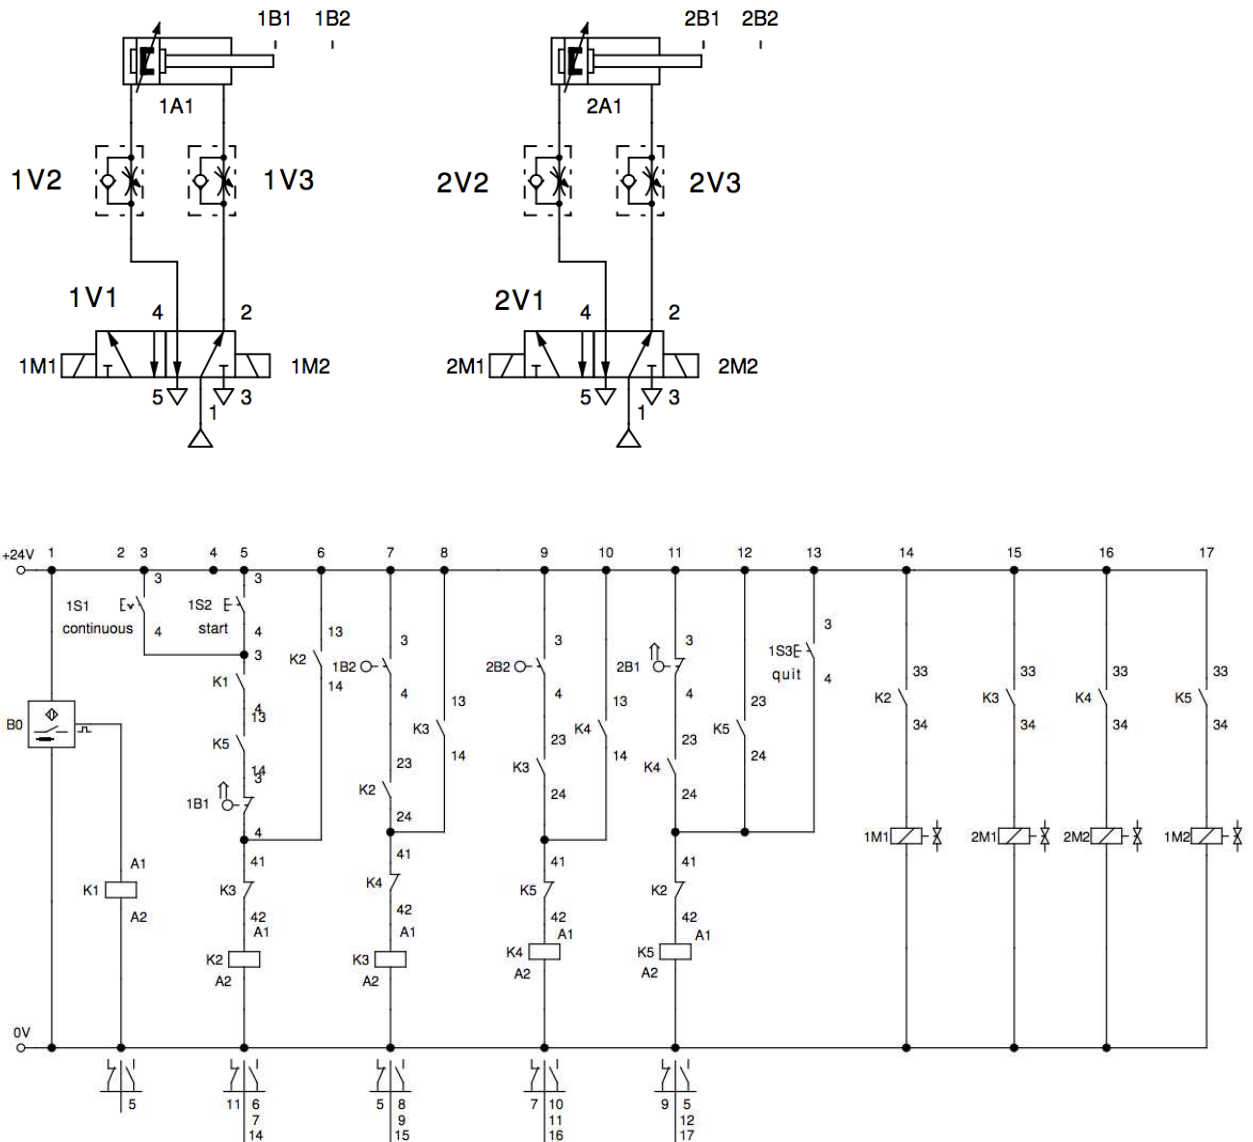 1B1 1B2 2B1 2B2
1A1 2A1
1V2 1V3 2V2 2V3
1V1 4 2 2V1 4 2
1M1 1M2 2M1 2M2
5 1 3 5 1 3
+24V 1 2 3 4 5 6 7 8 9 10 11 12 13 14 15 16 17
3 3
1S1 1S2
continuous 4 start 4
3 13 3 3 3 3
K2 1B2 2B2 2B1 1S3
quit
K1 14 4 4 4 4
33 33 33 33
4
13 13 13 23
K2 K3 K4 K5
34 34 34 34
B0 K5 K3 K4 K5
14 23 14 23 14 23 24
3 K2 K3 K4
1B1 24 24 24
4
1M1 2M1 2M2 1M2
A1 41 41 41 41
K1 K3 K4 K5 K2
A2 42 42 42 42
A1 A1 A1 A1
K2 K3 K4 K5
A2 A2 A2 A2
0V
5 11 6 5 8 7 10 9 5
7 9 11 12
14 15 16 17